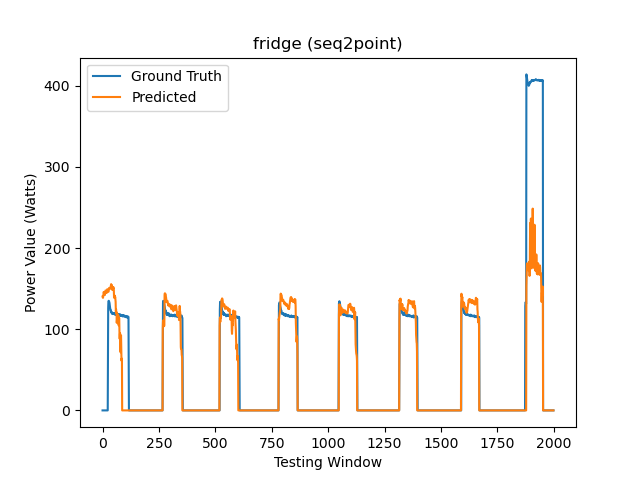 fridge (seq2point)
Ground Truth
Predicted
Power Value (Watts)
400
300
200
100
0
0 250 500 750 1000 1250 1500 1750 2000
Testing Window